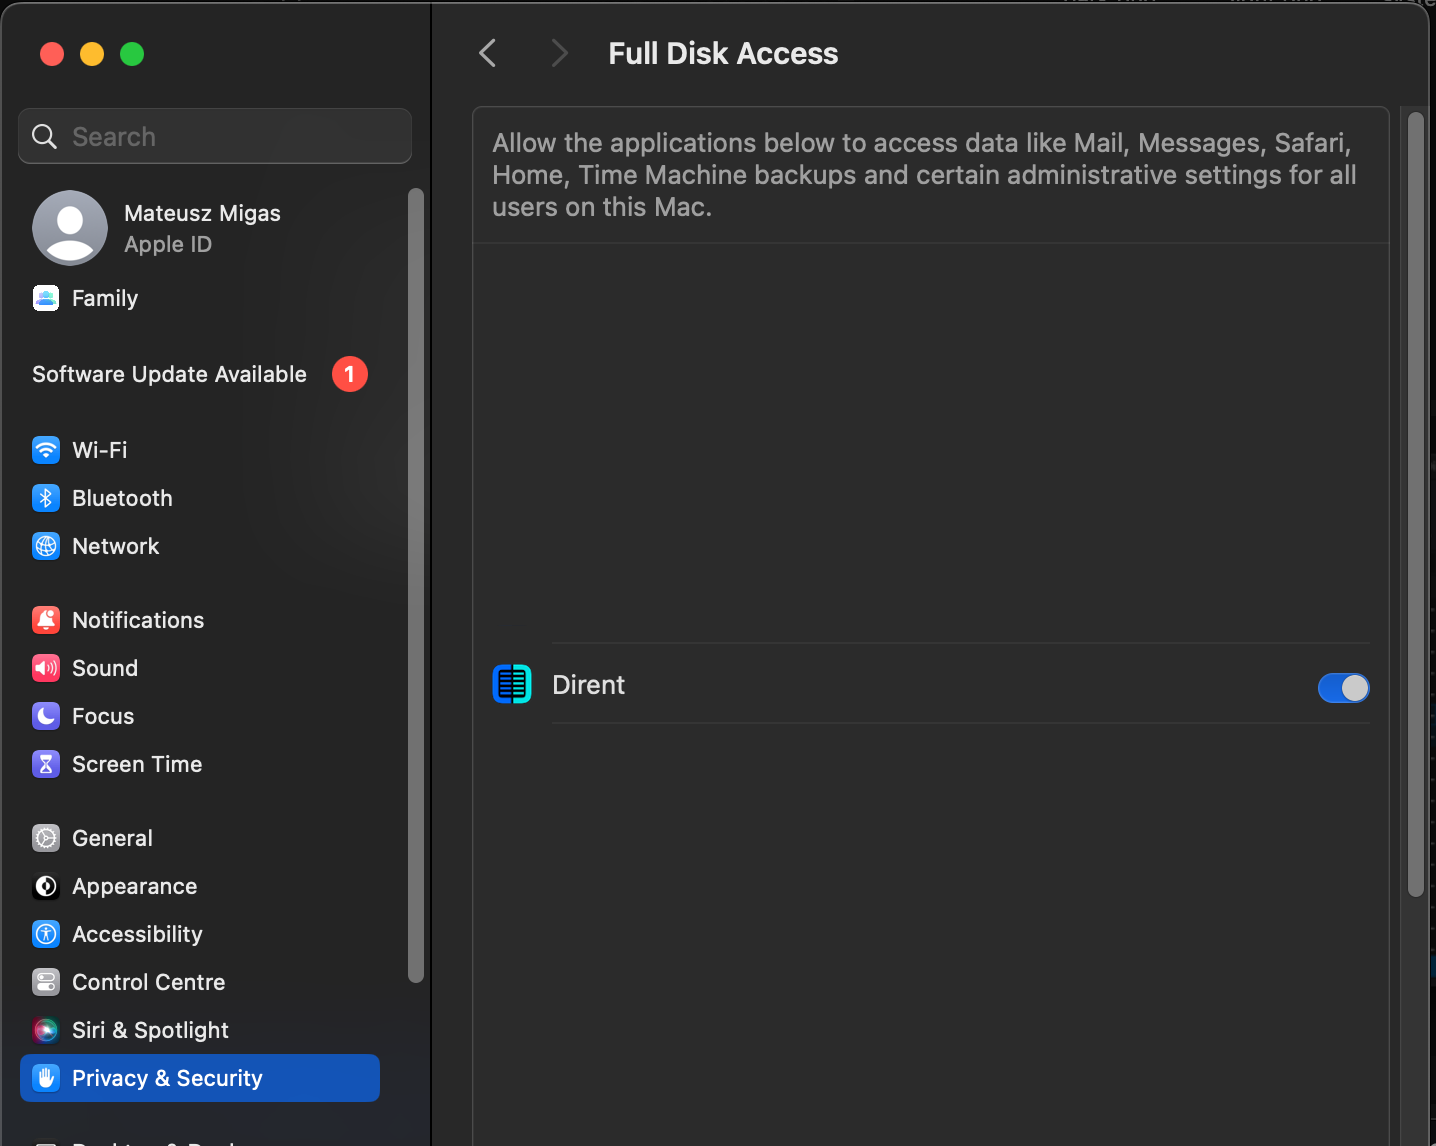 Full Disk Access
Search
Mateusz Migas
Apple ID
Family
Software Update Available 1
Wi-Fi
Bluetooth
Network
Notifications
Sound
Focus
Screen Time
General
Appearance
Accessibility
Control Centre
Siri & Spotlight
Privacy & Security
Allow the applications below to access data like Mail, Messages, Safari,
Home, Time Machine backups and certain administrative settings for all
users on this Mac.
Dirent